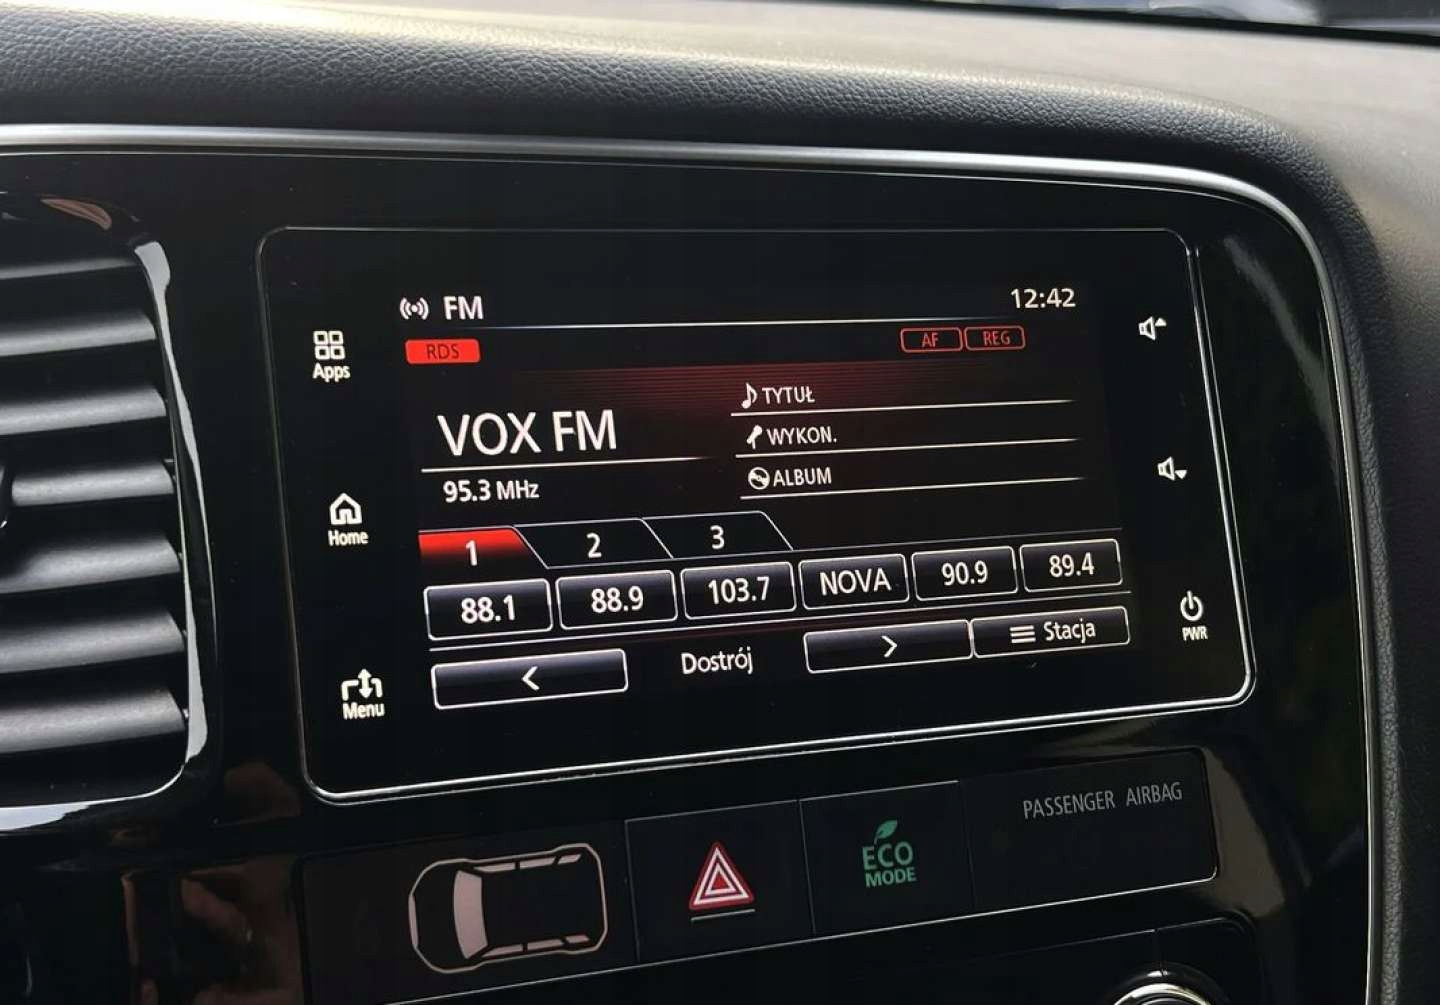 FM
12:42
RDS
AF REG
Apps
TYTUŁ
VOX FM
WYKON.
95.3 MHz
ALBUM
Home
1 2 3
88.1 88.9 103.7 NOVA 90.9 89.4
< Dostrój > Stacja
PWR
Menu
PASSENGER AIRBAG
ECO
MODE